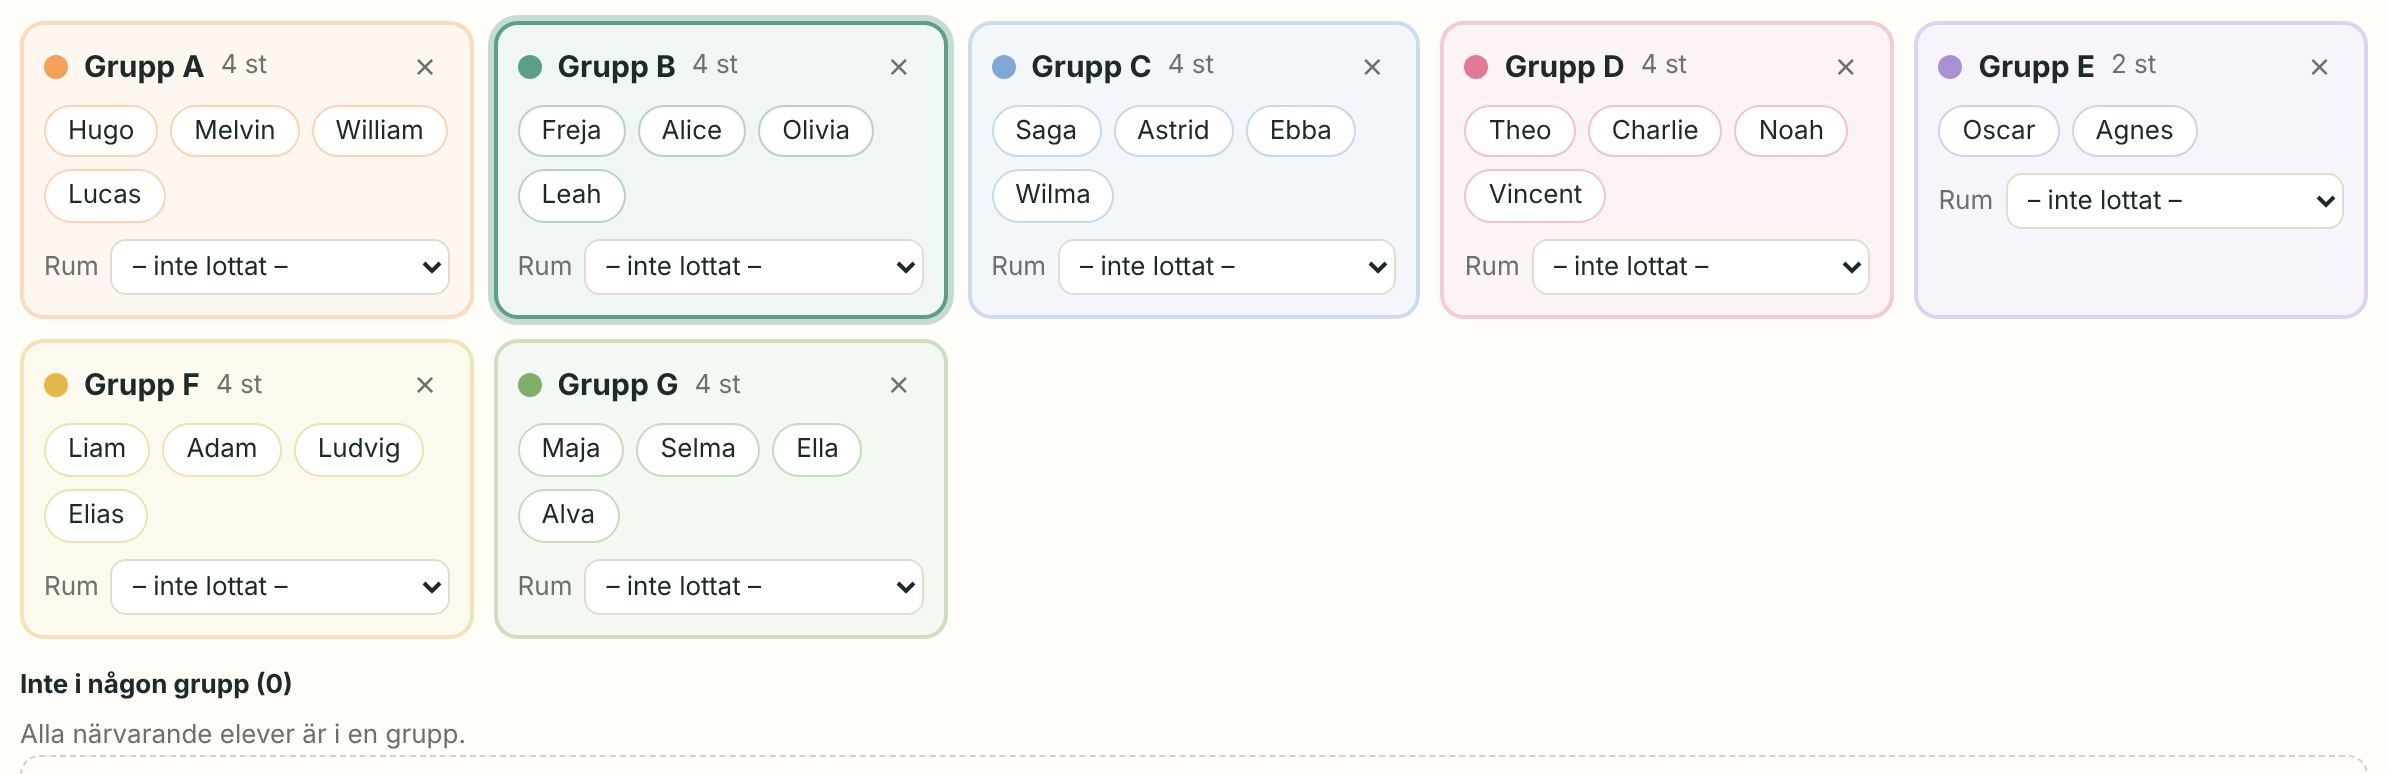 Grupp A 4 st ×
Hugo Melvin William
Lucas
Rum – inte lottat –
Grupp B 4 st ×
Freja Alice Olivia
Leah
Rum – inte lottat –
Grupp C 4 st ×
Saga Astrid Ebba
Wilma
Rum – inte lottat –
Grupp D 4 st ×
Theo Charlie Noah
Vincent
Rum – inte lottat –
Grupp E 2 st ×
Oscar Agnes
Rum – inte lottat –
Grupp F 4 st ×
Liam Adam Ludvig
Elias
Rum – inte lottat –
Grupp G 4 st ×
Maja Selma Ella
Alva
Rum – inte lottat –
Inte i någon grupp (0)
Alla närvarande elever är i en grupp.